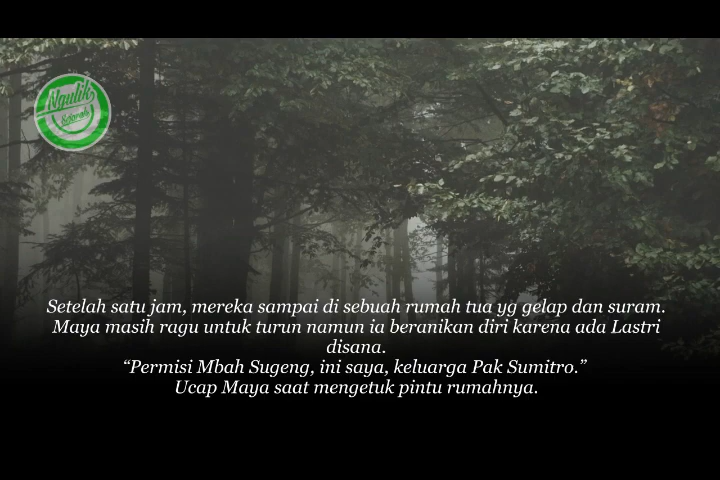 Ngulik
Sejarah
Setelah satu jam, mereka sampai di sebuah rumah tua yg gelap dan suram.
Maya masih ragu untuk turun namun ia beranikan diri karena ada Lastri
disana.
“Permisi Mbah Sugeng, ini saya, keluarga Pak Sumitro.”
Ucap Maya saat mengetuk pintu rumahnya.